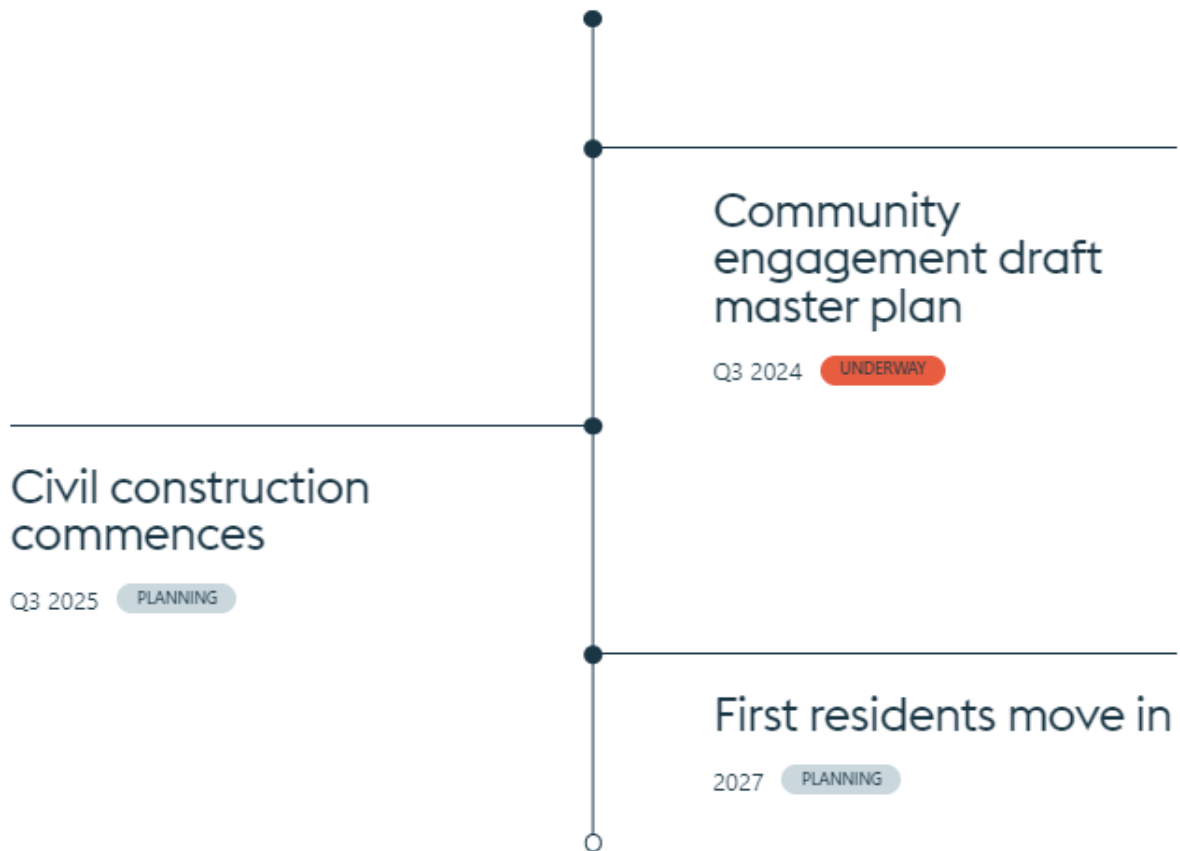 Community
engagement draft
master plan
Q3 2024 UNDERWAY
Civil construction
commences
Q3 2025 PLANNING
First residents move in
2027 PLANNING